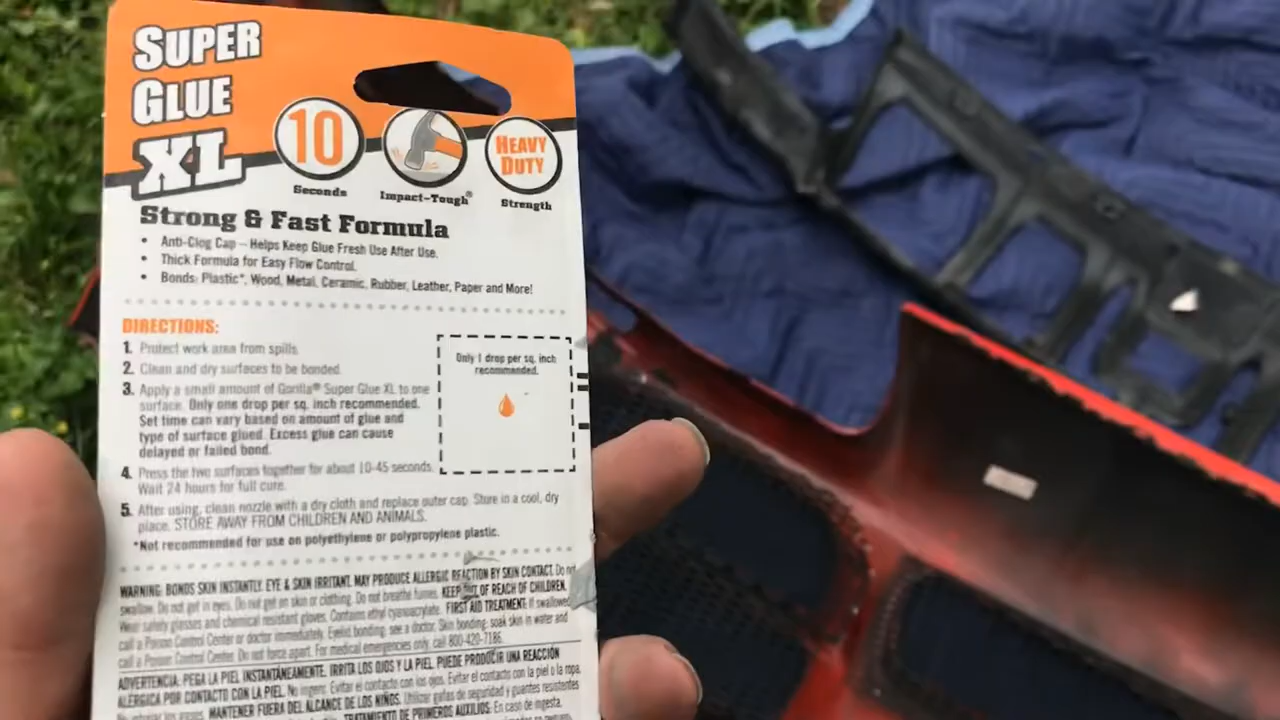 SUPER
GLUE
XL
10
Seconds
Impact-Tough®
HEAVY
DUTY
Strength
Strong & Fast Formula
• Anti-Clog Cap – Helps Keep Glue Fresh Use After Use.
• Thick Formula for Easy Flow Control.
• Bonds: Plastic*, Wood, Metal, Ceramic, Rubber, Leather, Paper and More!
DIRECTIONS:
1. Protect work area from spills.
2. Clean and dry surfaces to be bonded.
3. Apply a small amount of Gorilla® Super Glue XL to one
surface. Only one drop per sq. inch recommended.
Set time can vary based on amount of glue and
type of surface glued. Excess glue can cause
delayed or failed bond.
Only 1 drop per sq. inch
recommended.
4. Press the two surfaces together for about 10-45 seconds.
Wait 24 hours for full cure.
5. After using, clean nozzle with a dry cloth and replace outer cap. Store in a cool, dry
place. STORE AWAY FROM CHILDREN AND ANIMALS.
*Not recommended for use on polyethylene or polypropylene plastic.
WARNING: BONDS SKIN INSTANTLY. EYE & SKIN IRRITANT. MAY PRODUCE ALLERGIC REACTION BY SKIN CONTACT. Do not
swallow. Do not get in eyes. Do not get on skin or clothing. Do not breathe fumes. KEEP OUT OF REACH OF CHILDREN.
Wear safety glasses and chemical resistant gloves. Contains ethyl cyanoacrylate. FIRST AID TREATMENT: If swallowed
call a Poison Control Center or doctor immediately. Eyelid bonding: see a doctor. Skin bonding: soak skin in water and
call a Poison Control Center. Do not force apart. For medical emergencies only, call 800-420-7186.
ADVERTENCIA: PEGA LA PIEL INSTANTÁNEAMENTE. IRRITA LOS OJOS Y LA PIEL. PUEDE PRODUCIR UNA REACCIÓN
ALÉRGICA POR CONTACTO CON LA PIEL. No ingerir. Evitar el contacto con los ojos. Evitar el contacto con la piel o la ropa.
MANTENER FUERA DEL ALCANCE DE LOS NIÑOS. Utilizar gafas de seguridad y guantes resistentes
TRATAMIENTO DE PRIMEROS AUXILIOS: En caso de ingesta,